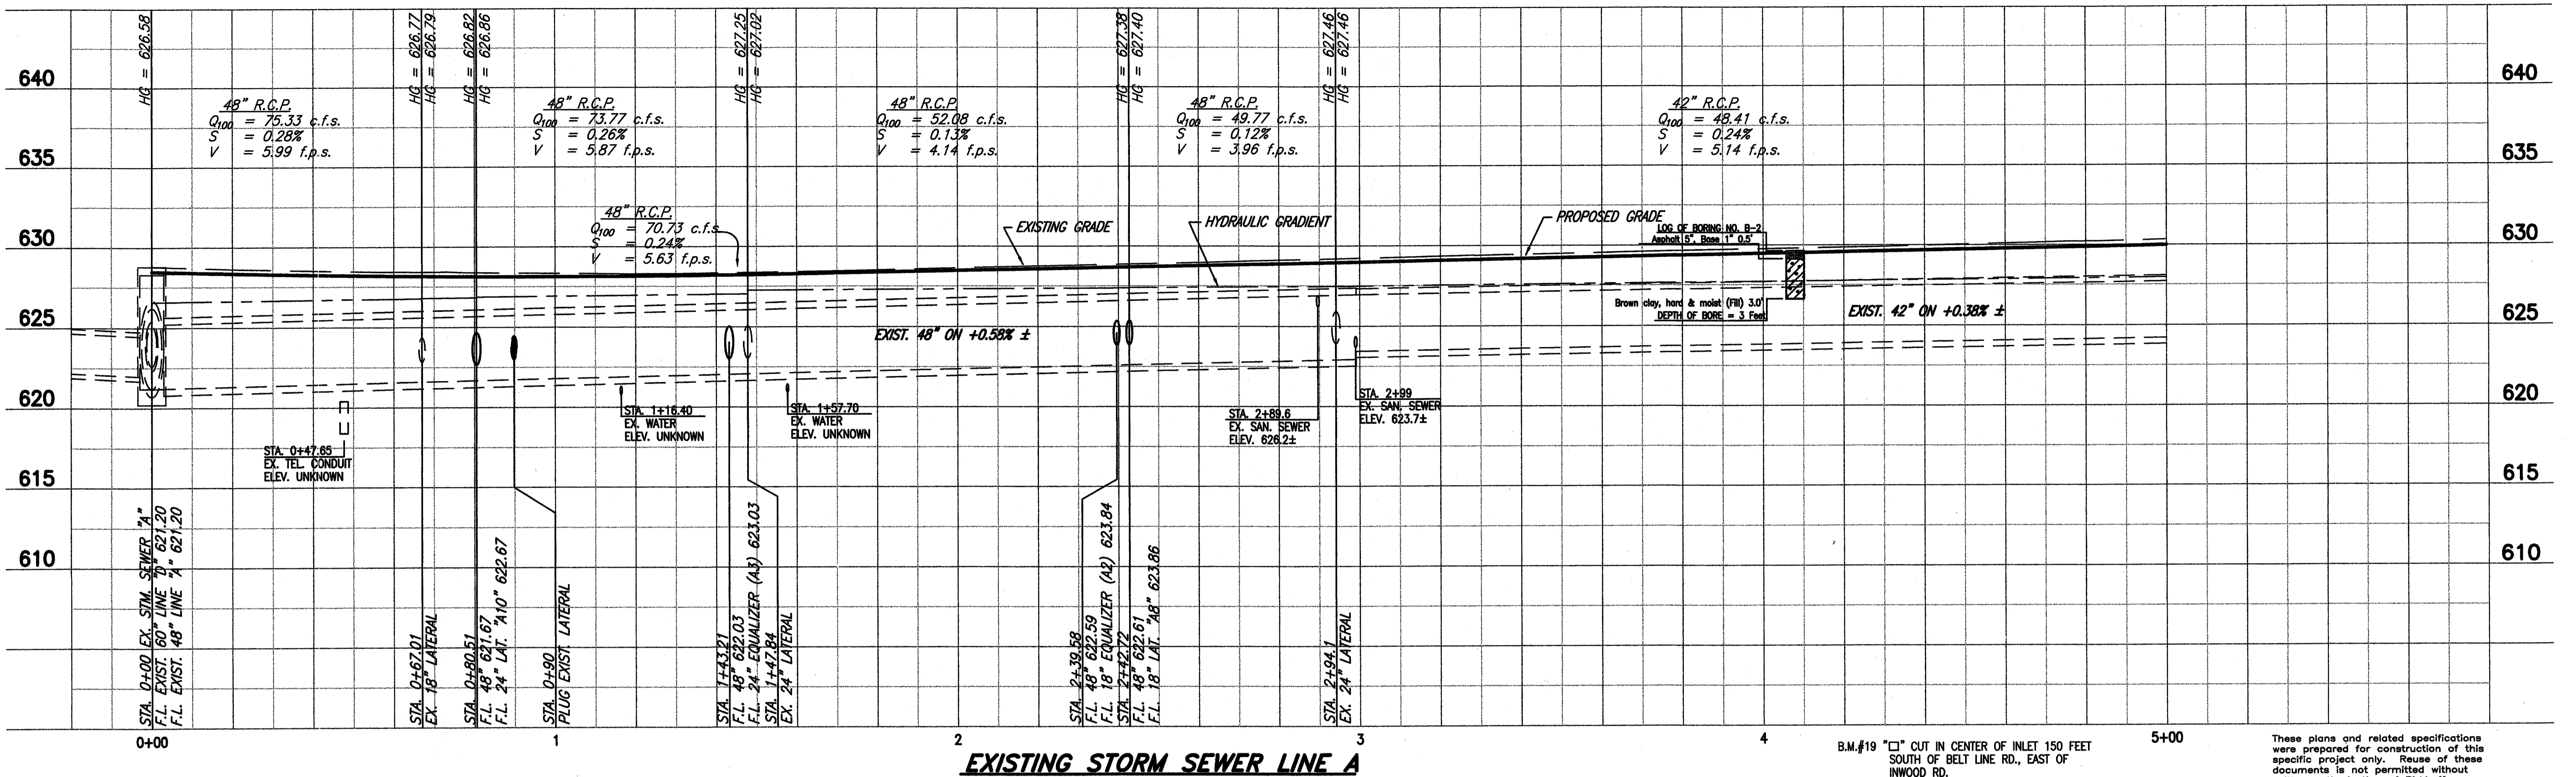 HG = 626.58
HG = 626.77
HG = 626.79
HG = 626.82
HG = 626.86
HG = 627.25
HG = 627.02
HG = 627.38
HG = 627.40
HG = 627.46
HG = 627.46
640
635
630
625
620
615
610
640
635
630
625
620
615
610
48" R.C.P.
Q100 = 75.33 c.f.s.
S = 0.28%
V = 5.99 f.p.s.
48" R.C.P.
Q100 = 73.77 c.f.s.
S = 0.26%
V = 5.87 f.p.s.
48" R.C.P.
Q100 = 70.73 c.f.s.
S = 0.24%
V = 5.63 f.p.s.
48" R.C.P.
Q100 = 52.08 c.f.s.
S = 0.13%
V = 4.14 f.p.s.
48" R.C.P.
Q100 = 49.77 c.f.s.
S = 0.12%
V = 3.96 f.p.s.
42" R.C.P.
Q100 = 48.41 c.f.s.
S = 0.24%
V = 5.14 f.p.s.
EXISTING GRADE
HYDRAULIC GRADIENT
PROPOSED GRADE
LOG OF BORING NO. B-2
Asphalt 5", Base 1" 0.5'
Brown clay, hard & moist (Fill) 3.0'
DEPTH OF BORE = 3 Feet
EXIST. 48" ON +0.58% ±
EXIST. 42" ON +0.38% ±
STA. 0+47.65
EX. TEL. CONDUIT
ELEV. UNKNOWN
STA. 1+16.40
EX. WATER
ELEV. UNKNOWN
STA. 1+57.70
EX. WATER
ELEV. UNKNOWN
STA. 2+89.6
EX. SAN. SEWER
ELEV. 626.2±
STA. 2+99
EX. SAN. SEWER
ELEV. 623.7±
STA. 0+00 EX. STM. SEWER "A"
F.L. EXIST. 60" LINE "D" 621.20
F.L. EXIST. 48" LINE "A" 621.20
STA. 0+67.01
EX. 18" LATERAL
STA. 0+80.51
F.L. 48" 621.67
F.L. 24" LAT. "A10" 622.67
STA. 0+90
PLUG EXIST. LATERAL
STA. 1+43.21
F.L. 48" 622.03
F.L. 24" EQUALIZER (A3) 623.03
STA. 1+47.84
EX. 24" LATERAL
STA. 2+39.58
F.L. 48" 622.59
F.L. 18" EQUALIZER (A2) 623.84
STA. 2+42.72
F.L. 48" 622.61
F.L. 18" LAT. "A8" 623.86
STA. 2+94.1
EX. 24" LATERAL
0+00
1
2
3
4
5+00
EXISTING STORM SEWER LINE A
B.M.#19 "□" CUT IN CENTER OF INLET 150 FEET
SOUTH OF BELT LINE RD., EAST OF
INWOOD RD.
These plans and related specifications
were prepared for construction of this
specific project only. Reuse of these
documents is not permitted without